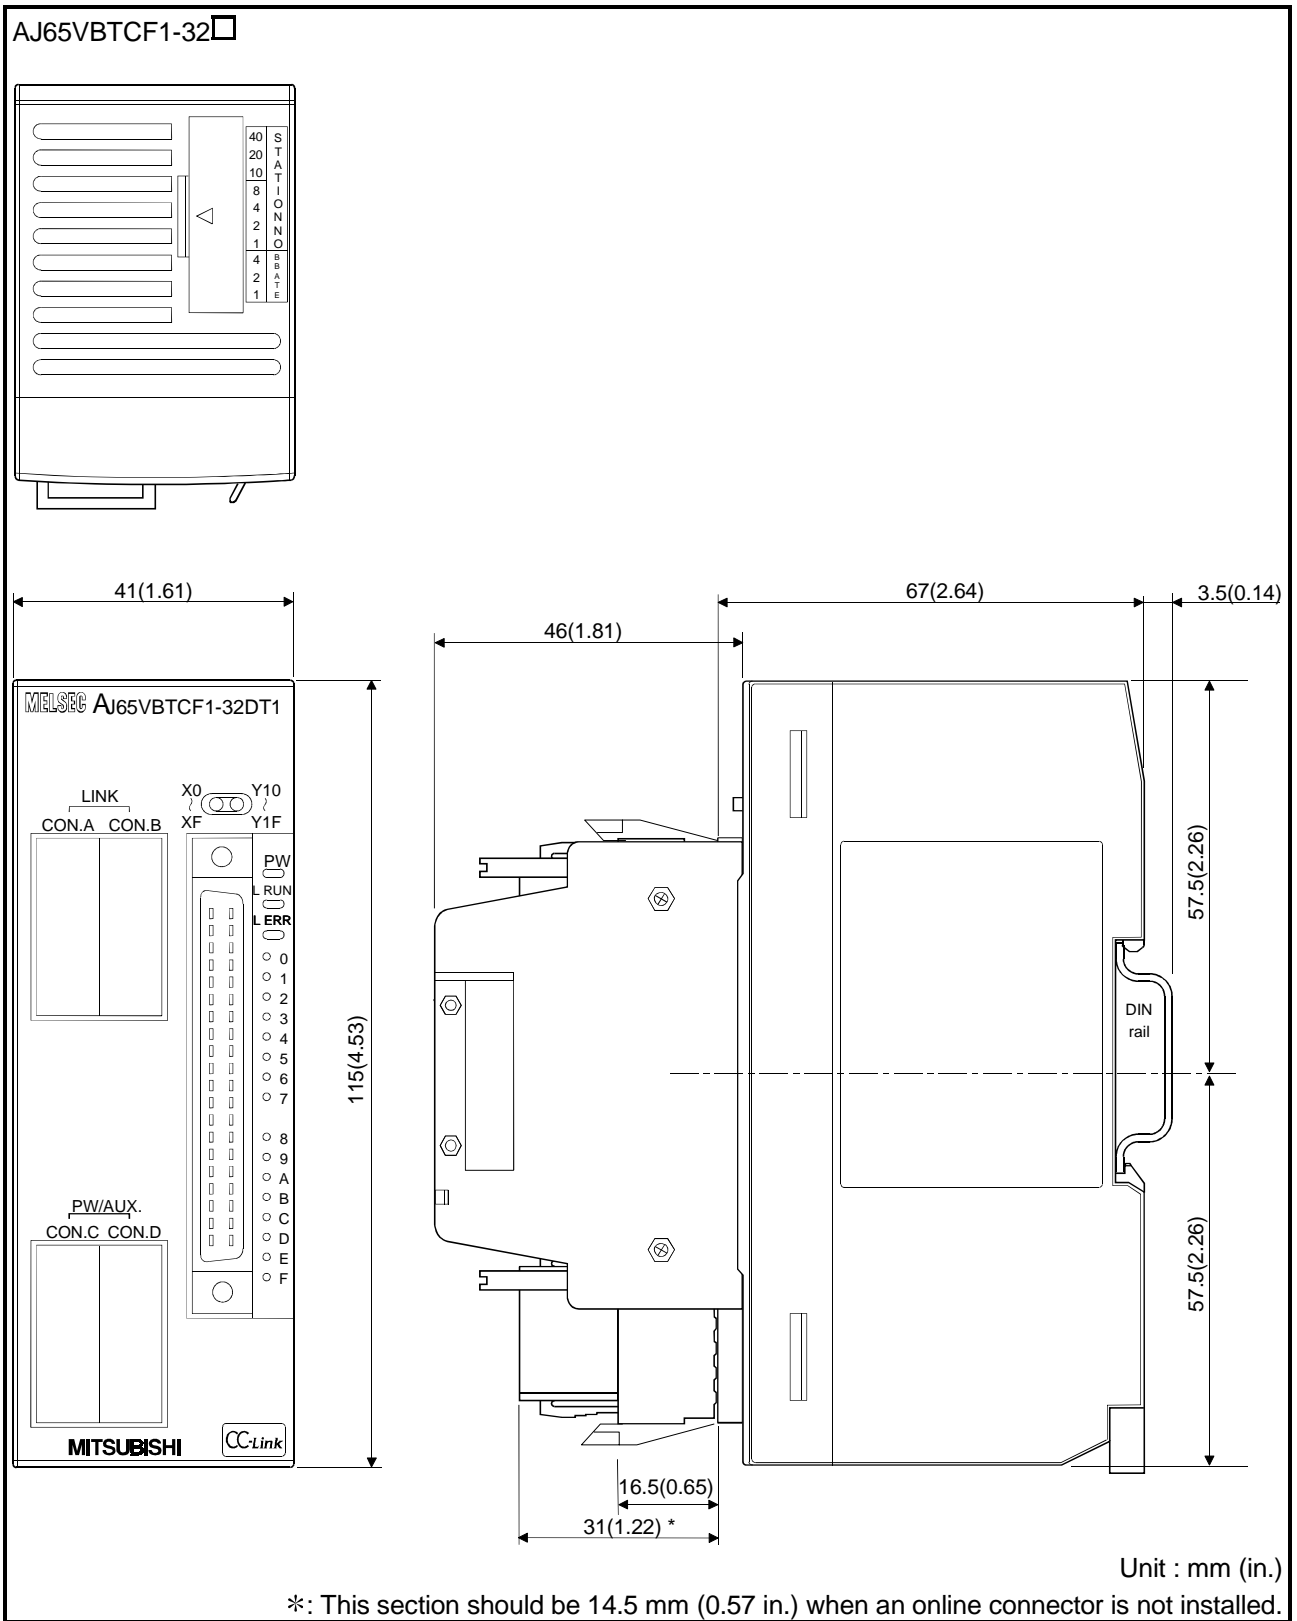 AJ65VBTCF1-32□
40
20
10
8
4
2
1
4
2
1
STATIONNO
BBATE
41(1.61)
46(1.81)
67(2.64)
3.5(0.14)
MELSEC AJ65VBTCF1-32DT1
LINK
CON.A CON.B
X0 Y10
XF Y1F
PW
L RUN
L ERR
0
1
2
3
4
5
6
7
8
9
A
B
C
D
E
F
PW/AUX.
CON.C CON.D
MITSUBISHI
CC-Link
115(4.53)
DIN
rail
57.5(2.26)
57.5(2.26)
16.5(0.65)
31(1.22) *
Unit : mm (in.)
*: This section should be 14.5 mm (0.57 in.) when an online connector is not installed.